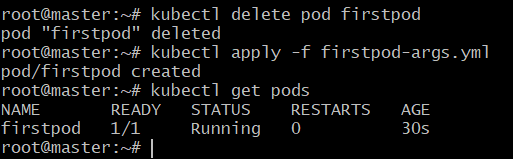 root@master:~# kubectl delete pod firstpod
pod "firstpod" deleted
root@master:~# kubectl apply -f firstpod-args.yml
pod/firstpod created
root@master:~# kubectl get pods
NAME       READY   STATUS    RESTARTS   AGE
firstpod   1/1     Running   0          30s
root@master:~#